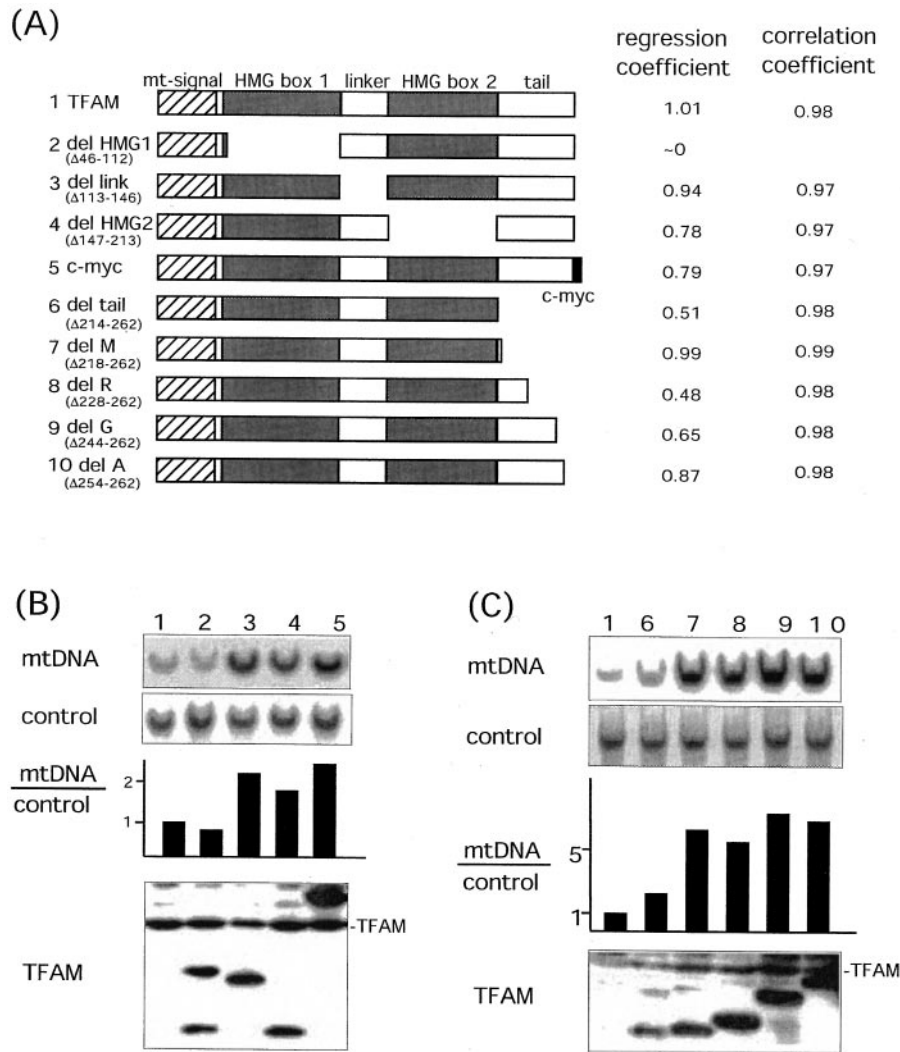 (A)
regression coefficient
correlation coefficient
mt-signal HMG box 1 linker HMG box 2 tail
1 TFAM 1.01 0.98
2 del HMG1 ~0
(Δ46-112)
3 del link 0.94 0.97
(Δ113-146)
4 del HMG2 0.78 0.97
(Δ147-213)
5 c-myc 0.79 0.97
c-myc
6 del tail 0.51 0.98
(Δ214-262)
7 del M 0.99 0.99
(Δ218-262)
8 del R 0.48 0.98
(Δ228-262)
9 del G 0.65 0.98
(Δ244-262)
10 del A 0.87 0.98
(Δ254-262)
(B)
1 2 3 4 5
mtDNA
control
mtDNA
control
2
1
-TFAM
TFAM
(C)
1 6 7 8 9 1 0
mtDNA
control
mtDNA
control
5
1
-TFAM
TFAM